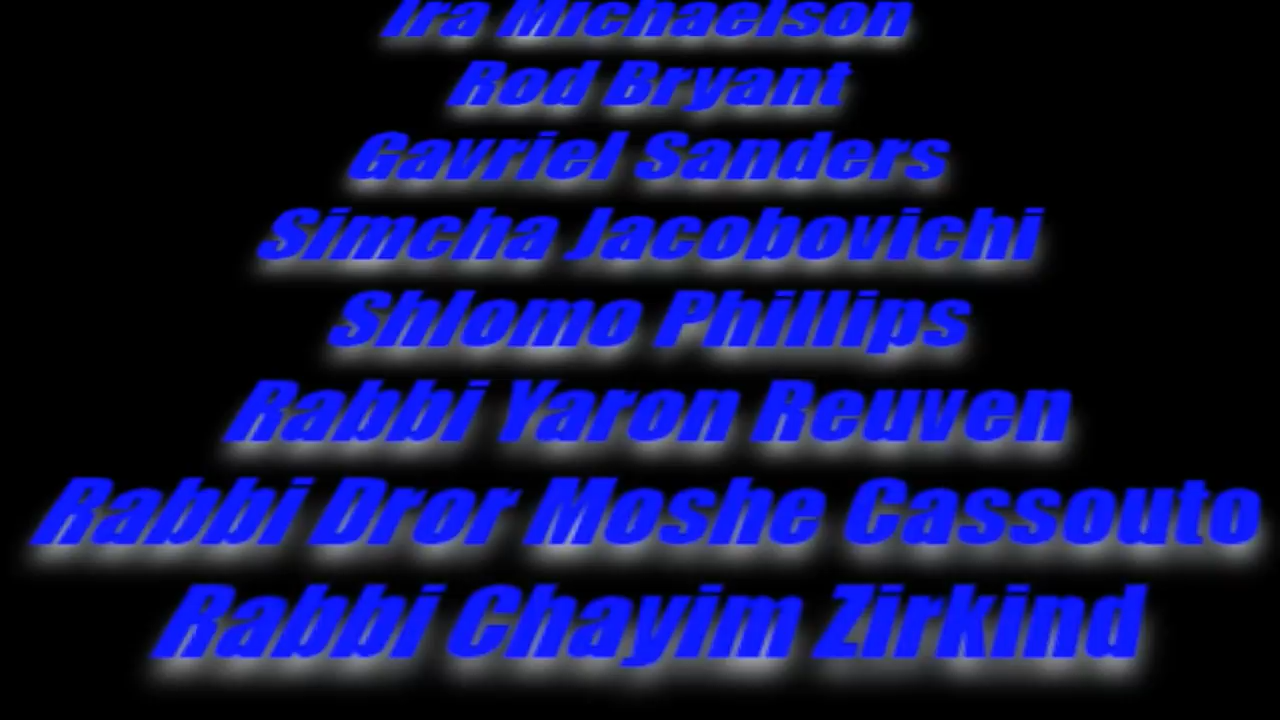 Ira Michaelson
Rod Bryant
Gavriel Sanders
Simcha Jacobovichi
Shlomo Phillips
Rabbi Yaron Reuven
Rabbi Dror Moshe Cassouto
Rabbi Chayim Zirkind